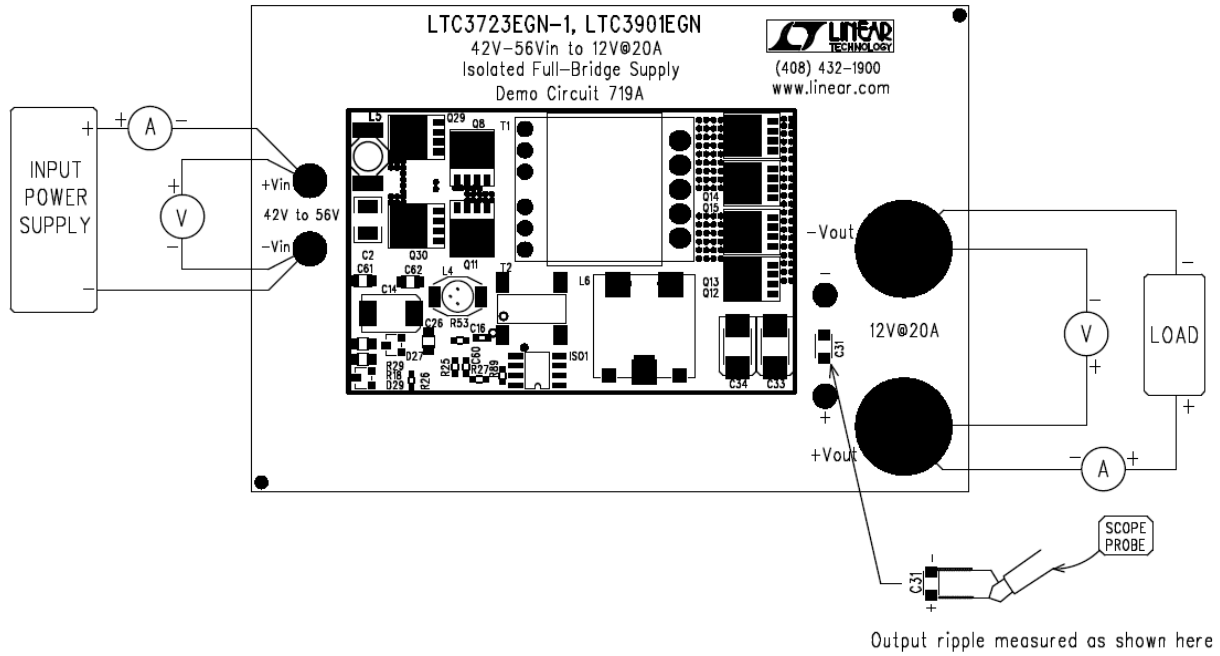 LTC3723EGN-1, LTC3901EGN
42V-56Vin to 12V@20A
Isolated Full-Bridge Supply
Demo Circuit 719A
LT LINEAR
TECHNOLOGY
(408) 432-1900
www.linear.com
INPUT
POWER
SUPPLY
+
-
+
A
-
+
V
-
+Vin
42V to 56V
-Vin
L5
Q29
Q8
T1
Q14
Q15
C2
Q30
Q11
Q13
Q12
C61
C62
L4
T2
L6
C14
C26
R53
C16
D27
R29
R18
D29
R26
R25
C60
R27
R89
ISO1
C34
C33
-
C31
+
-Vout
12V@20A
+Vout
-
V
+
-
LOAD
+
-
A
+
SCOPE
PROBE
-
C31
+
Output ripple measured as shown here